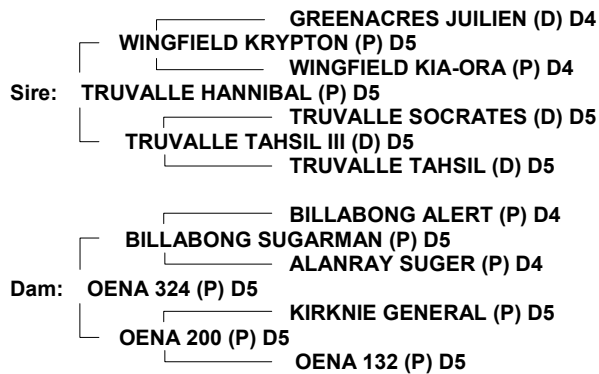 GREENACRES JUILIEN (D) D4
WINGFIELD KRYPTON (P) D5
WINGFIELD KIA-ORA (P) D4
Sire: TRUVALLE HANNIBAL (P) D5
TRUVALLE SOCRATES (D) D5
TRUVALLE TAHSIL III (D) D5
TRUVALLE TAHSIL (D) D5
BILLABONG ALERT (P) D4
BILLABONG SUGARMAN (P) D5
ALANRAY SUGER (P) D4
Dam: OENA 324 (P) D5
KIRKNIE GENERAL (P) D5
OENA 200 (P) D5
OENA 132 (P) D5